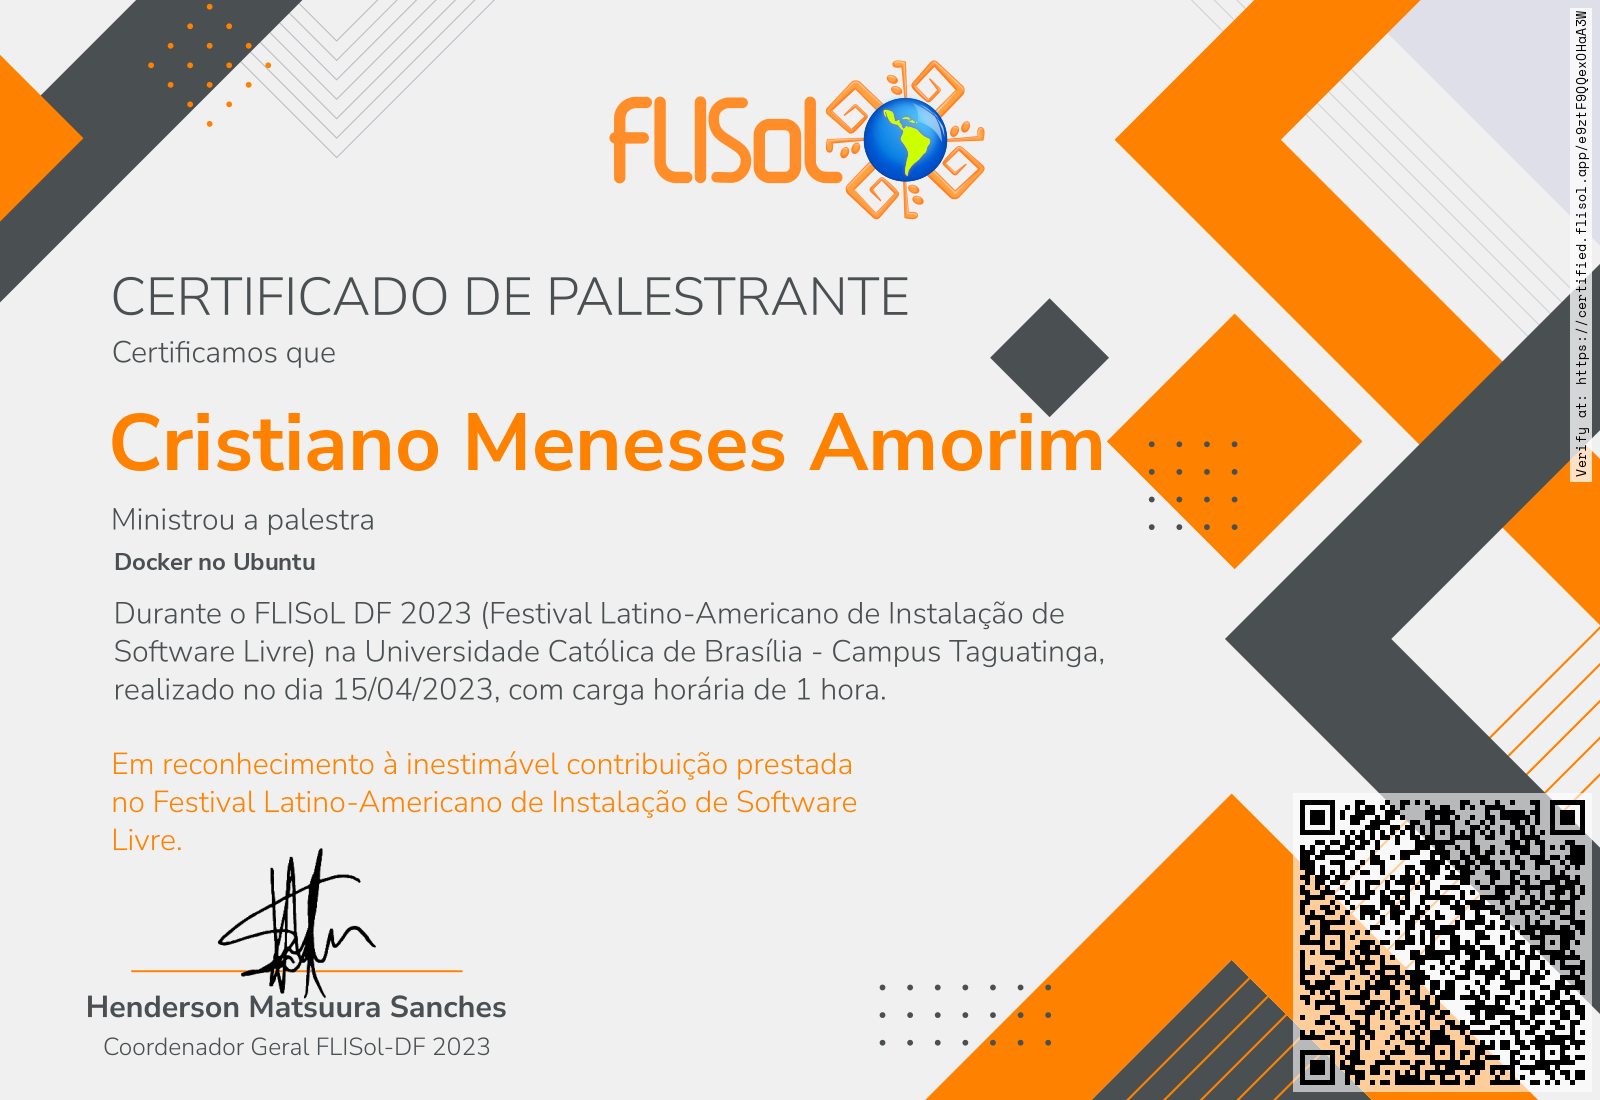 FLISoL
CERTIFICADO DE PALESTRANTE
Certificamos que
Cristiano Meneses Amorim
Ministrou a palestra
Docker no Ubuntu
Durante o FLISoL DF 2023 (Festival Latino-Americano de Instalação de
Software Livre) na Universidade Católica de Brasília - Campus Taguatinga,
realizado no dia 15/04/2023, com carga horária de 1 hora.
Em reconhecimento à inestimável contribuição prestada
no Festival Latino-Americano de Instalação de Software
Livre.
Henderson Matsuura Sanches
Coordenador Geral FLISol-DF 2023
Verify at: https://certified.flisol.app/e9ztF9QQexOHaA3W